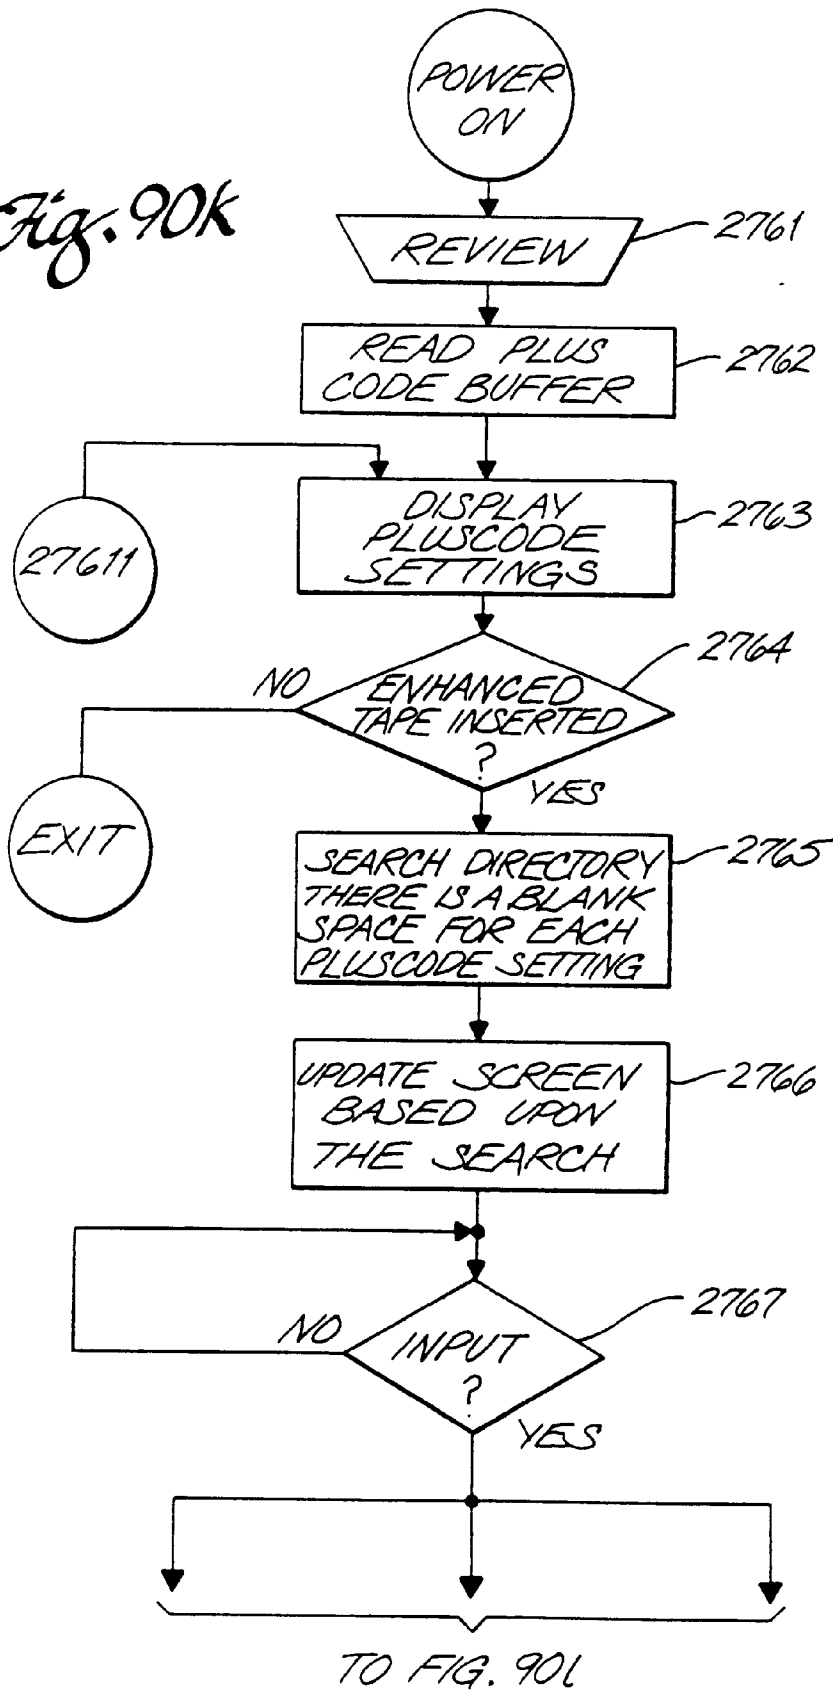 POWER
ON
Fig. 90k
REVIEW
2761
READ PLUS
CODE BUFFER
2762
27611
DISPLAY
PLUSCODE
SETTINGS
2763
NO
ENHANCED
TAPE INSERTED
?
2764
YES
EXIT
SEARCH DIRECTORY
THERE IS A BLANK
SPACE FOR EACH
PLUSCODE SETTING
2765
UPDATE SCREEN
BASED UPON
THE SEARCH
2766
NO
INPUT
?
2767
YES
TO FIG. 90l